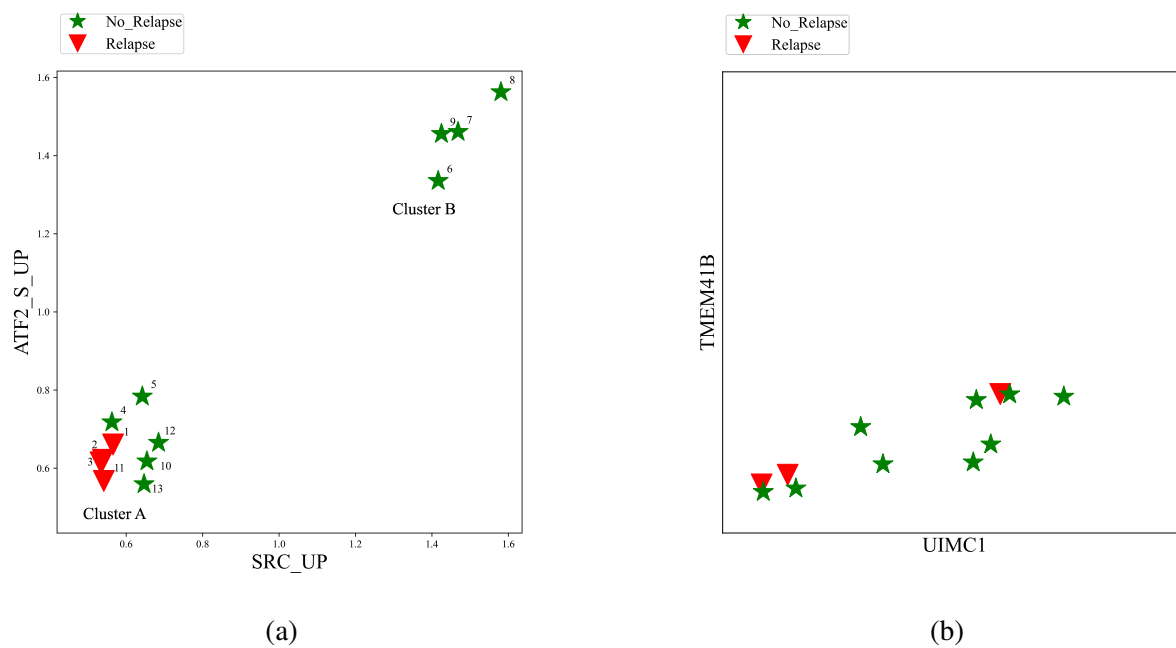 No_Relapse
Relapse
1.6
1.4
1.2
1.0
0.8
0.6
ATF2_S_UP
8
9
7
6
Cluster B
5
4
1
2
3
11
12
10
13
Cluster A
0.6
0.8
1.0
1.2
1.4
1.6
SRC_UP
(a)
No_Relapse
Relapse
TMEM41B
UIMC1
(b)